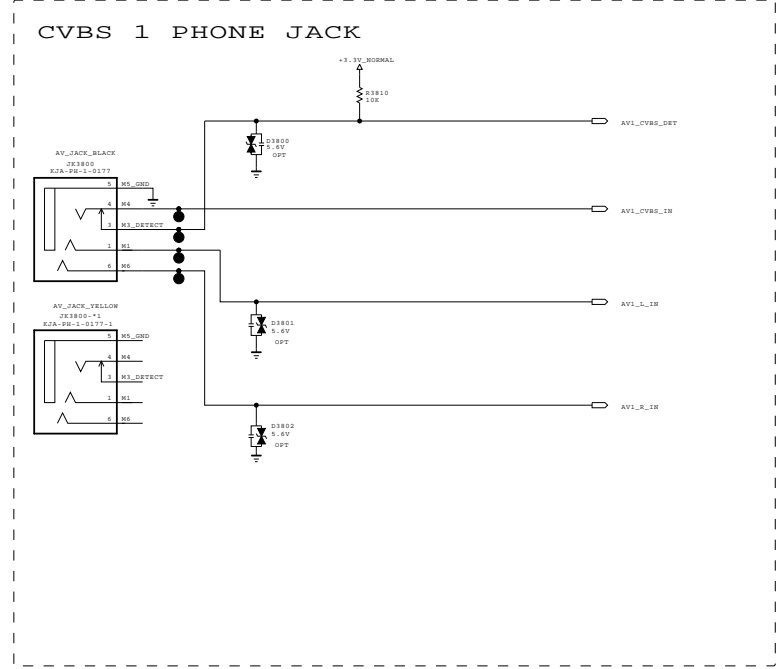 CVBS 1 PHONE JACK
+3.3V_NORMAL
R3810
10K
AV1_CVBS_DET
D3800
5.6V
OPT
AV_JACK_BLACK
JK3800
KJA-PH-1-0177
5 M5_GND
4 M4
AV1_CVBS_IN
3 M3_DETECT
1 M1
6 M6
AV1_L_IN
AV_JACK_YELLOW
JK3800-*1
KJA-PH-1-0177-1
D3801
5.6V
OPT
5 M5_GND
4 M4
3 M3_DETECT
1 M1
AV1_R_IN
6 M6
D3802
5.6V
OPT